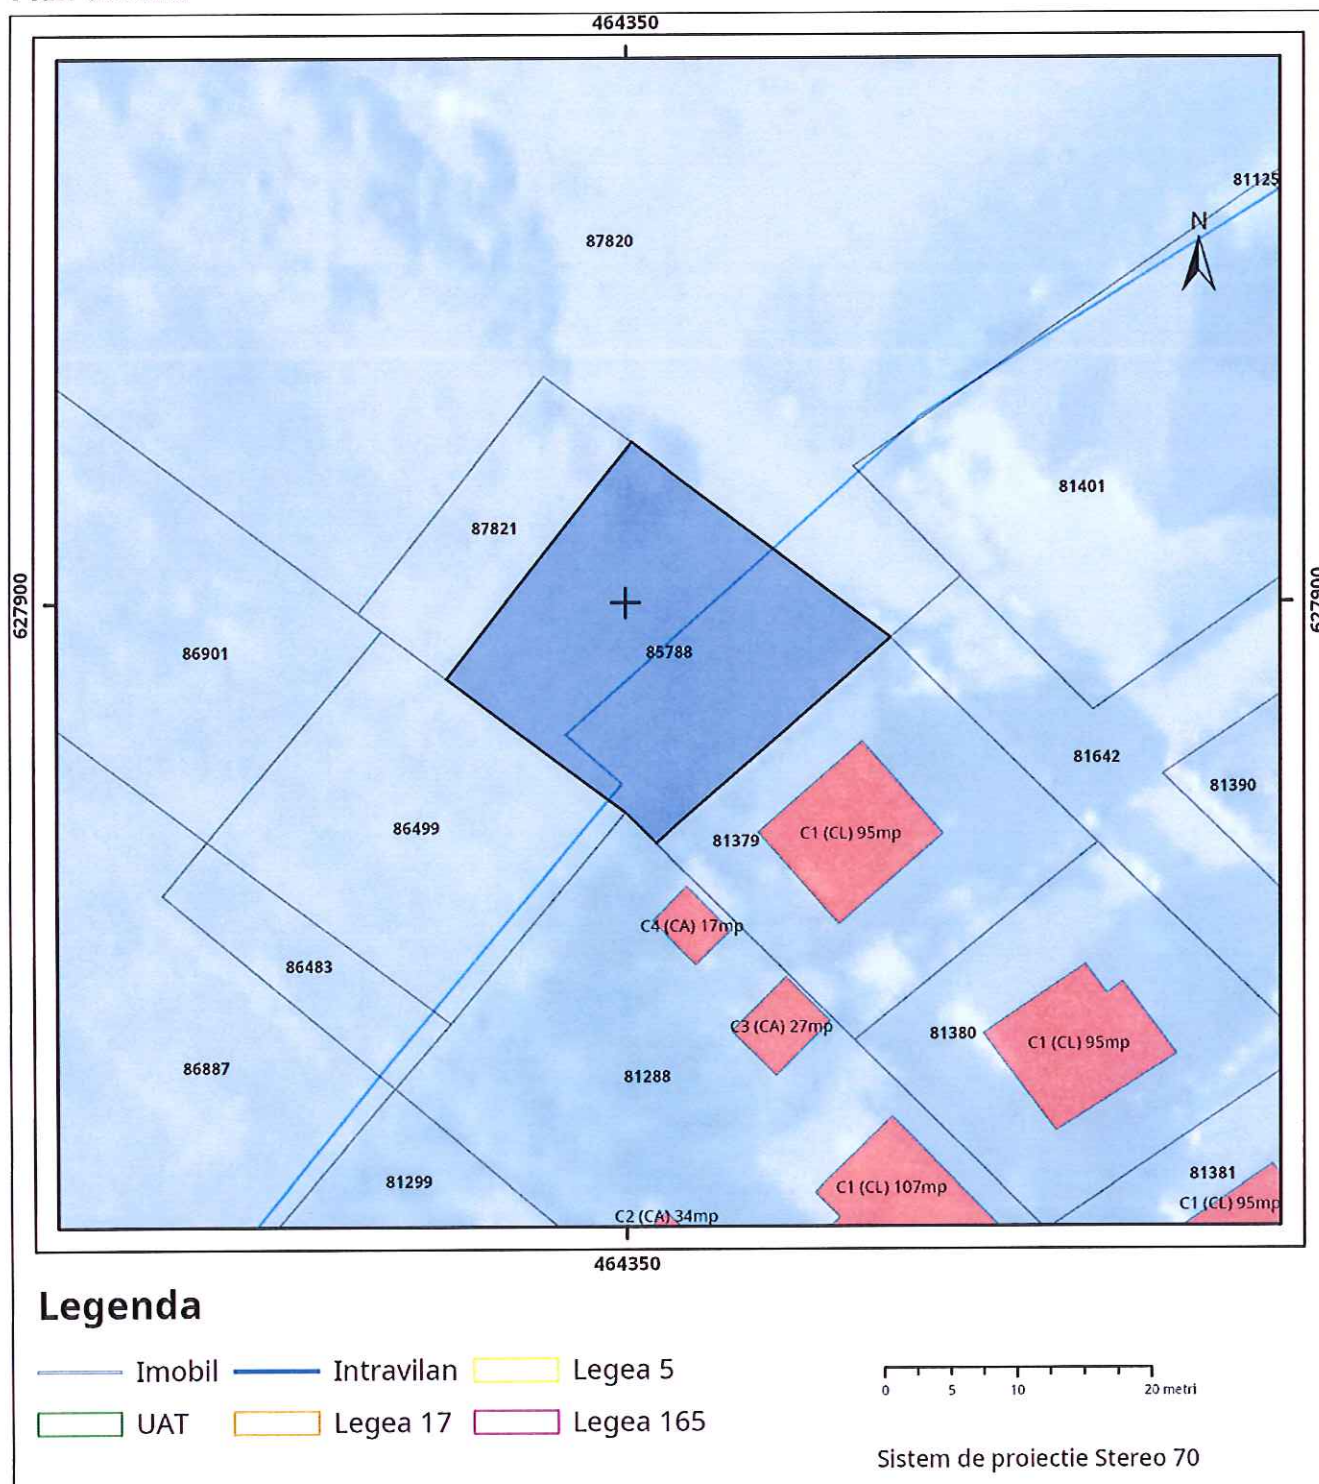 464350
81125
N
87820
81401
87821
627900
627900
85788
86901
81642
81390
86499
81379
C1 (CL) 95mp
C4 (CA) 17mp
86483
C3 (CA) 27mp
81380
C1 (CL) 95mp
86887
81288
81299
C1 (CL) 107mp
81381
C1 (CL) 95mp
C2 (CA) 34mp
464350
Legenda
Imobil Intravilan Legea 5
UAT Legea 17 Legea 165
0 5 10 20 metri
Sistem de proiectie Stereo 70